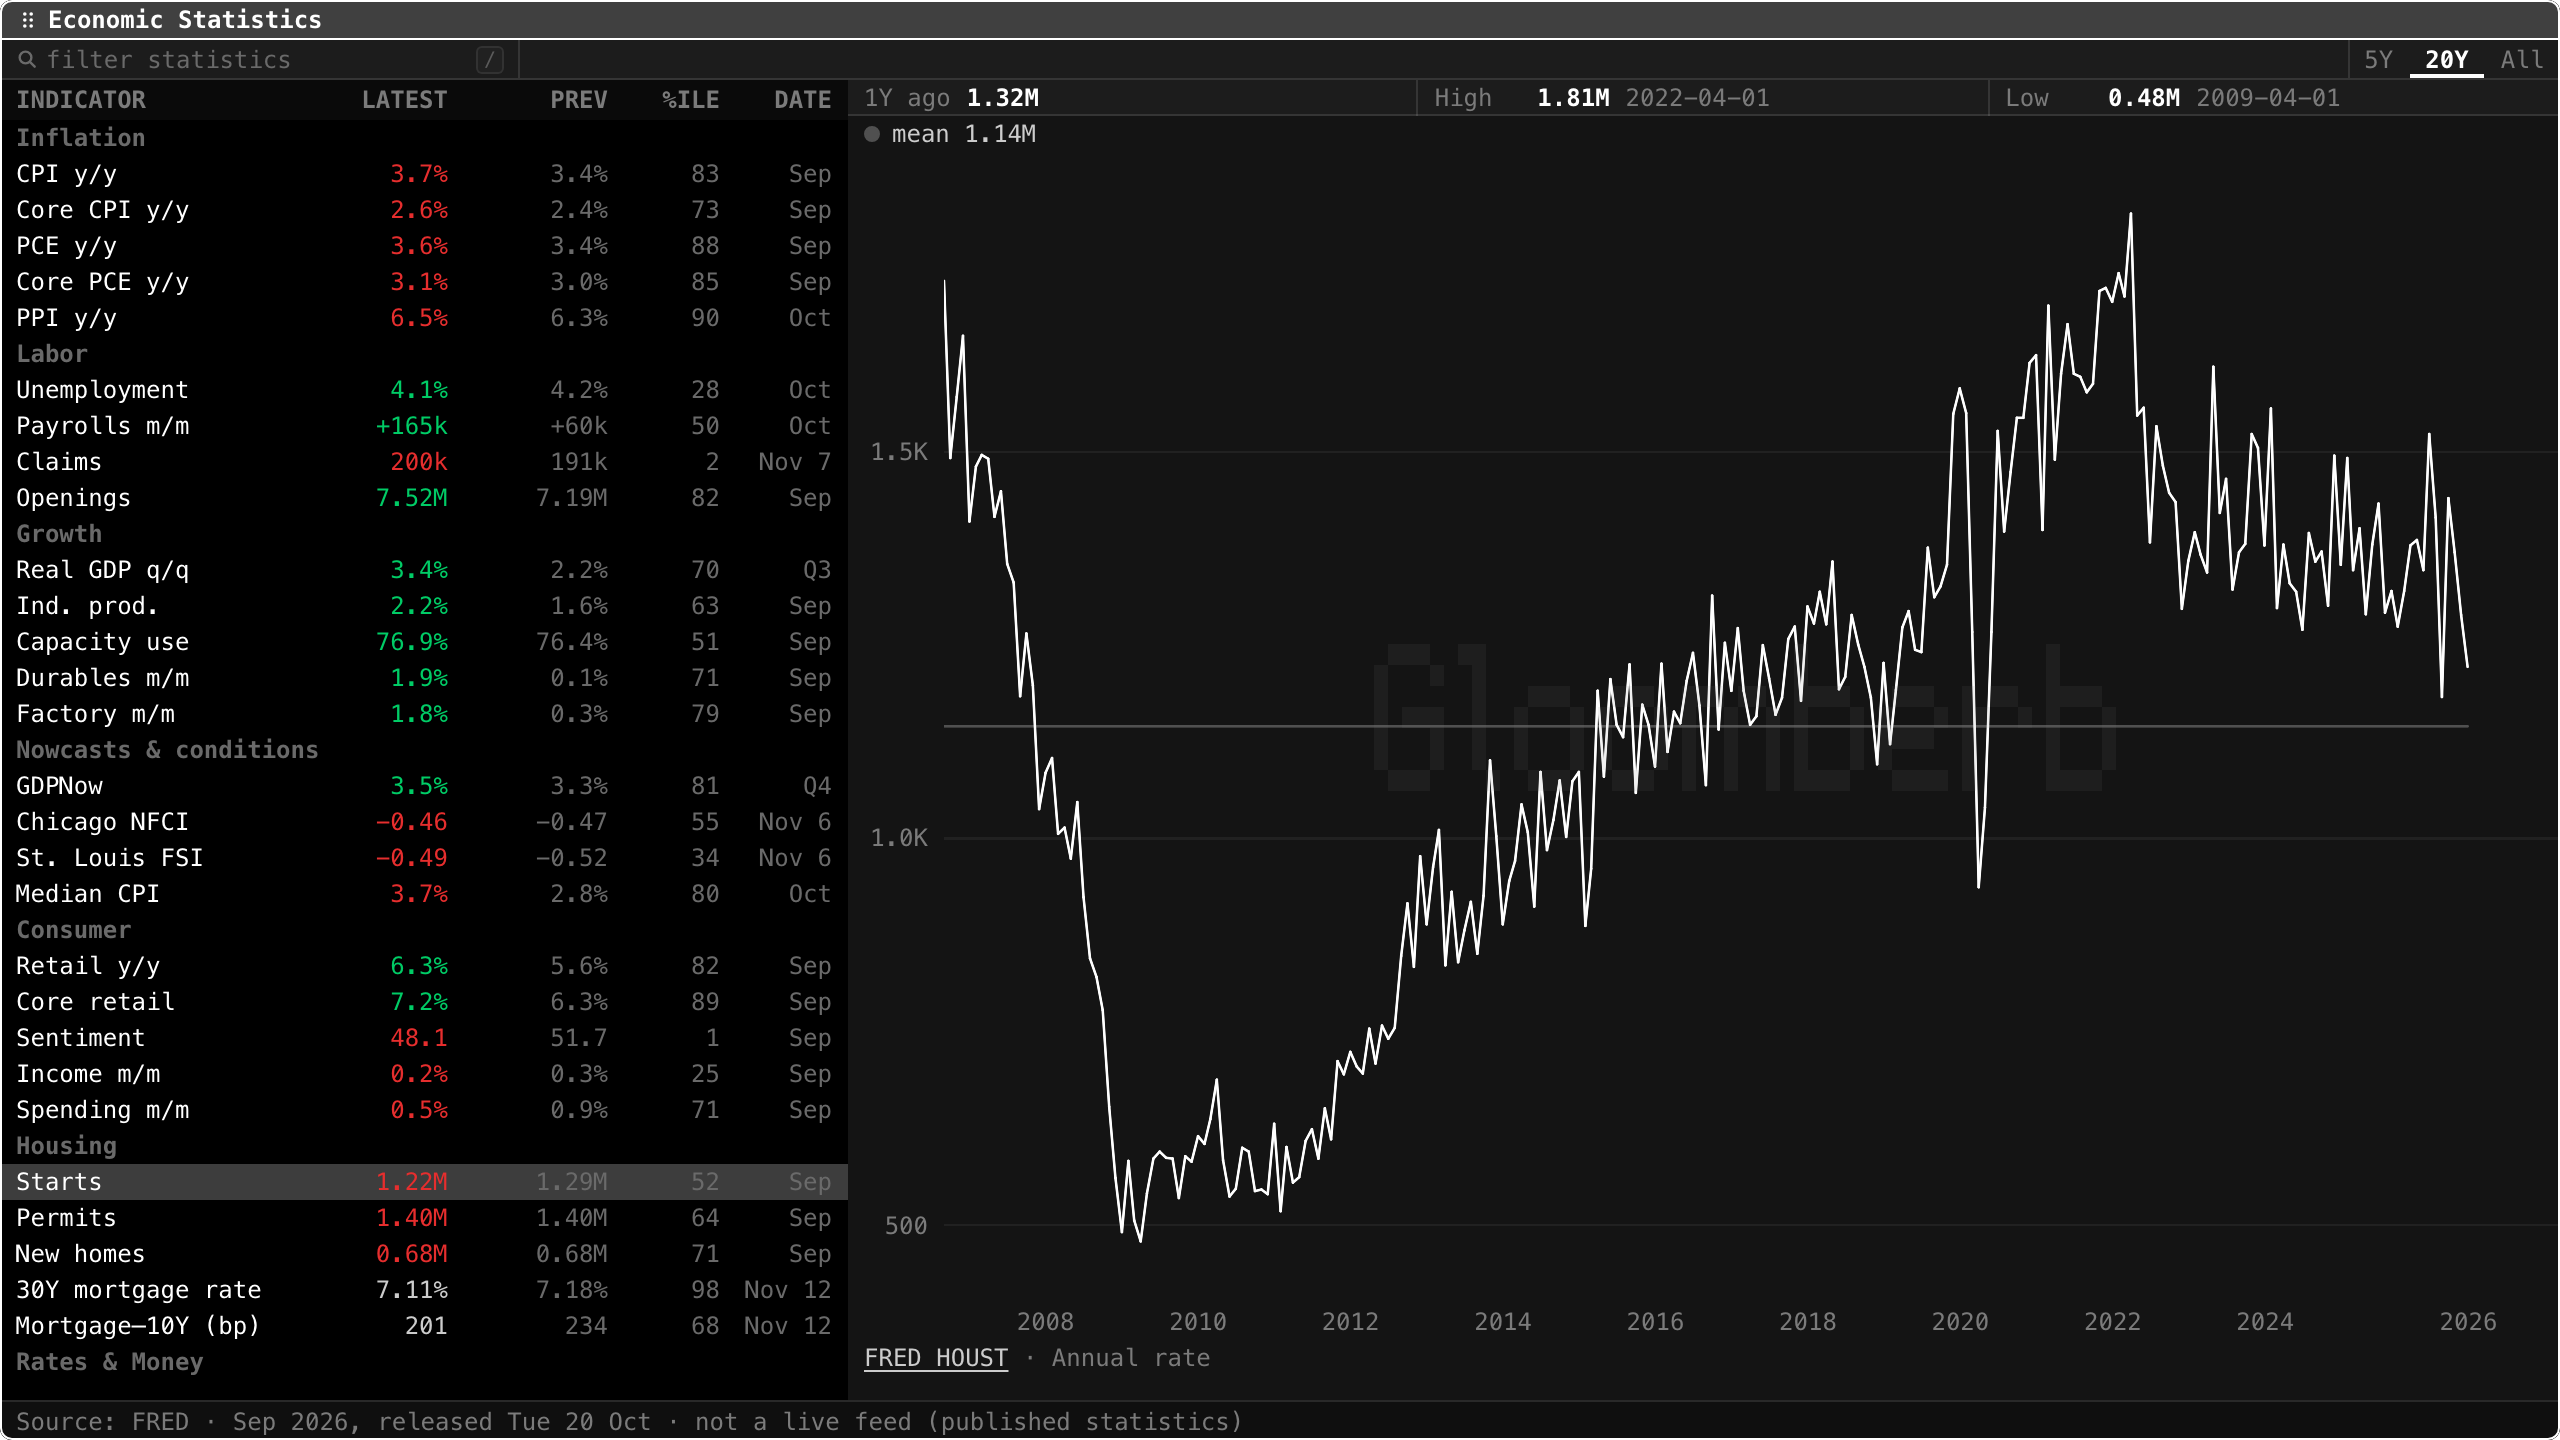 Economic Statistics
filter statistics /
5Y 20Y All
INDICATOR LATEST PREV %ILE DATE
1Y ago 1.32M High 1.81M 2022-04-01 Low 0.48M 2009-04-01
mean 1.14M
Inflation
CPI y/y 3.7% 3.4% 83 Sep
Core CPI y/y 2.6% 2.4% 73 Sep
PCE y/y 3.6% 3.4% 88 Sep
Core PCE y/y 3.1% 3.0% 85 Sep
PPI y/y 6.5% 6.3% 90 Oct
Labor
Unemployment 4.1% 4.2% 28 Oct
Payrolls m/m +165k +60k 50 Oct
Claims 200k 191k 2 Nov 7
Openings 7.52M 7.19M 82 Sep
Growth
Real GDP q/q 3.4% 2.2% 70 Q3
Ind. prod. 2.2% 1.6% 63 Sep
Capacity use 76.9% 76.4% 51 Sep
Durables m/m 1.9% 0.1% 71 Sep
Factory m/m 1.8% 0.3% 79 Sep
Nowcasts & conditions
GDPNow 3.5% 3.3% 81 Q4
Chicago NFCI −0.46 −0.47 55 Nov 6
St. Louis FSI −0.49 −0.52 34 Nov 6
Median CPI 3.7% 2.8% 80 Oct
Consumer
Retail y/y 6.3% 5.6% 82 Sep
Core retail 7.2% 6.3% 89 Sep
Sentiment 48.1 51.7 1 Sep
Income m/m 0.2% 0.3% 25 Sep
Spending m/m 0.5% 0.9% 71 Sep
Housing
Starts 1.22M 1.29M 52 Sep
Permits 1.40M 1.40M 64 Sep
New homes 0.68M 0.68M 71 Sep
30Y mortgage rate 7.11% 7.18% 98 Nov 12
Mortgage–10Y (bp) 201 234 68 Nov 12
Rates & Money
1.5K
1.0K
500
2008 2010 2012 2014 2016 2018 2020 2022 2024 2026
FRED HOUST · Annual rate
Source: FRED · Sep 2026, released Tue 20 Oct · not a live feed (published statistics)